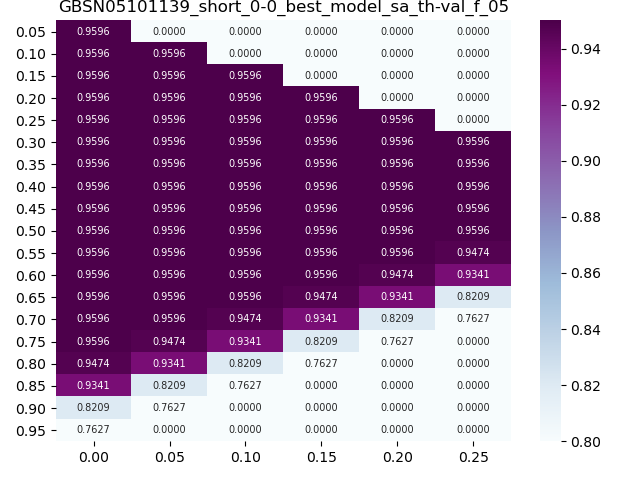 GBSN05101139_short_0-0_best_model_sa_th-val_f_05
0.05 0.9596 0.0000 0.0000 0.0000 0.0000 0.0000
0.10 0.9596 0.9596 0.0000 0.0000 0.0000 0.0000
0.15 0.9596 0.9596 0.9596 0.0000 0.0000 0.0000
0.20 0.9596 0.9596 0.9596 0.9596 0.0000 0.0000
0.25 0.9596 0.9596 0.9596 0.9596 0.9596 0.0000
0.30 0.9596 0.9596 0.9596 0.9596 0.9596 0.9596
0.35 0.9596 0.9596 0.9596 0.9596 0.9596 0.9596
0.40 0.9596 0.9596 0.9596 0.9596 0.9596 0.9596
0.45 0.9596 0.9596 0.9596 0.9596 0.9596 0.9596
0.50 0.9596 0.9596 0.9596 0.9596 0.9596 0.9596
0.55 0.9596 0.9596 0.9596 0.9596 0.9596 0.9474
0.60 0.9596 0.9596 0.9596 0.9596 0.9474 0.9341
0.65 0.9596 0.9596 0.9596 0.9474 0.9341 0.8209
0.70 0.9596 0.9596 0.9474 0.9341 0.8209 0.7627
0.75 0.9596 0.9474 0.9341 0.8209 0.7627 0.0000
0.80 0.9474 0.9341 0.8209 0.7627 0.0000 0.0000
0.85 0.9341 0.8209 0.7627 0.0000 0.0000 0.0000
0.90 0.8209 0.7627 0.0000 0.0000 0.0000 0.0000
0.95 0.7627 0.0000 0.0000 0.0000 0.0000 0.0000
0.00 0.05 0.10 0.15 0.20 0.25
0.94
0.92
0.90
0.88
0.86
0.84
0.82
0.80